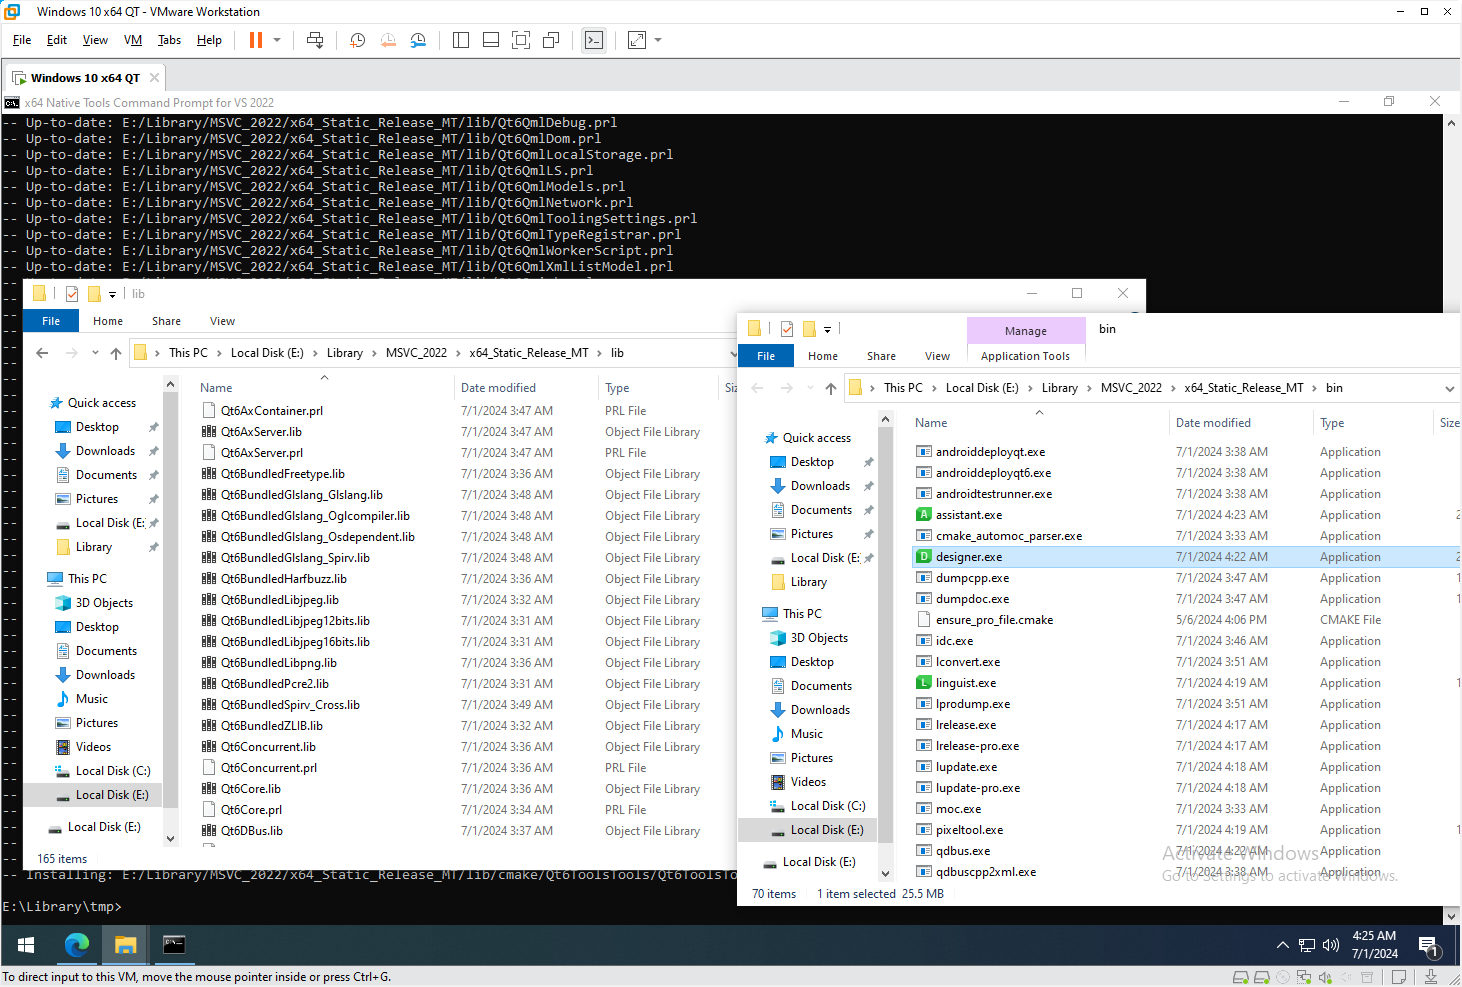 Windows 10 x64 QT - VMware Workstation
File Edit View VM Tabs Help
Windows 10 x64 QT
x64 Native Tools Command Prompt for VS 2022
-- Up-to-date: E:/Library/MSVC_2022/x64_Static_Release_MT/lib/Qt6QmlDebug.prl
-- Up-to-date: E:/Library/MSVC_2022/x64_Static_Release_MT/lib/Qt6QmlDom.prl
-- Up-to-date: E:/Library/MSVC_2022/x64_Static_Release_MT/lib/Qt6QmlLocalStorage.prl
-- Up-to-date: E:/Library/MSVC_2022/x64_Static_Release_MT/lib/Qt6QmlLS.prl
-- Up-to-date: E:/Library/MSVC_2022/x64_Static_Release_MT/lib/Qt6QmlModels.prl
-- Up-to-date: E:/Library/MSVC_2022/x64_Static_Release_MT/lib/Qt6QmlNetwork.prl
-- Up-to-date: E:/Library/MSVC_2022/x64_Static_Release_MT/lib/Qt6QmlToolingSettings.prl
-- Up-to-date: E:/Library/MSVC_2022/x64_Static_Release_MT/lib/Qt6QmlTypeRegistrar.prl
-- Up-to-date: E:/Library/MSVC_2022/x64_Static_Release_MT/lib/Qt6QmlWorkerScript.prl
-- Up-to-date: E:/Library/MSVC_2022/x64_Static_Release_MT/lib/Qt6QmlXmlListModel.prl
lib
File Home Share View
This PC > Local Disk (E:) > Library > MSVC_2022 > x64_Static_Release_MT > lib
Quick access
Desktop
Downloads
Documents
Pictures
Local Disk (E:
Library
This PC
3D Objects
Desktop
Documents
Downloads
Music
Pictures
Videos
Local Disk (C:)
Local Disk (E:)
Local Disk (E:)
Name Date modified Type Siz
Qt6AxContainer.prl 7/1/2024 3:47 AM PRL File
Qt6AxServer.lib 7/1/2024 3:47 AM Object File Library
Qt6AxServer.prl 7/1/2024 3:47 AM PRL File
Qt6BundledFreetype.lib 7/1/2024 3:36 AM Object File Library
Qt6BundledGlslang_Glslang.lib 7/1/2024 3:48 AM Object File Library
Qt6BundledGlslang_Oglcompiler.lib 7/1/2024 3:48 AM Object File Library
Qt6BundledGlslang_Osdependent.lib 7/1/2024 3:48 AM Object File Library
Qt6BundledGlslang_Spirv.lib 7/1/2024 3:48 AM Object File Library
Qt6BundledHarfbuzz.lib 7/1/2024 3:36 AM Object File Library
Qt6BundledLibjpeg.lib 7/1/2024 3:32 AM Object File Library
Qt6BundledLibjpeg12bits.lib 7/1/2024 3:31 AM Object File Library
Qt6BundledLibjpeg16bits.lib 7/1/2024 3:31 AM Object File Library
Qt6BundledLibpng.lib 7/1/2024 3:36 AM Object File Library
Qt6BundledPcre2.lib 7/1/2024 3:31 AM Object File Library
Qt6BundledSpirv_Cross.lib 7/1/2024 3:49 AM Object File Library
Qt6BundledZLIB.lib 7/1/2024 3:32 AM Object File Library
Qt6Concurrent.lib 7/1/2024 3:36 AM Object File Library
Qt6Concurrent.prl 7/1/2024 3:36 AM PRL File
Qt6Core.lib 7/1/2024 3:36 AM Object File Library
Qt6Core.prl 7/1/2024 3:34 AM PRL File
Qt6DBus.lib 7/1/2024 3:37 AM Object File Library
165 items
Manage bin
File Home Share View Application Tools
This PC > Local Disk (E:) > Library > MSVC_2022 > x64_Static_Release_MT > bin
Quick access
Desktop
Downloads
Documents
Pictures
Local Disk (E:
Library
This PC
3D Objects
Desktop
Documents
Downloads
Music
Pictures
Videos
Local Disk (C:)
Local Disk (E:)
Local Disk (E:)
Name Date modified Type Size
androiddeployqt.exe 7/1/2024 3:38 AM Application
androiddeployqt6.exe 7/1/2024 3:38 AM Application
androidtestrunner.exe 7/1/2024 3:38 AM Application
assistant.exe 7/1/2024 4:23 AM Application 2
cmake_automoc_parser.exe 7/1/2024 3:33 AM Application
designer.exe 7/1/2024 4:22 AM Application 2
dumpcpp.exe 7/1/2024 3:47 AM Application 1
dumpdoc.exe 7/1/2024 3:47 AM Application 1
ensure_pro_file.cmake 5/6/2024 4:06 PM CMAKE File
idc.exe 7/1/2024 3:46 AM Application
lconvert.exe 7/1/2024 3:51 AM Application
linguist.exe 7/1/2024 4:19 AM Application 1
lprodump.exe 7/1/2024 3:51 AM Application
lrelease.exe 7/1/2024 4:17 AM Application
lrelease-pro.exe 7/1/2024 4:17 AM Application
lupdate.exe 7/1/2024 4:18 AM Application
lupdate-pro.exe 7/1/2024 4:18 AM Application
moc.exe 7/1/2024 3:33 AM Application
pixeltool.exe 7/1/2024 4:19 AM Application 1
qdbus.exe 7/1/2024 4:22 AM Application
qdbuscpp2xml.exe 7/1/2024 3:38 AM Application
70 items 1 item selected 25.5 MB
Activate Windows
Go to Settings to activate Windows.
-- Installing: E:/Library/MSVC_2022/x64_Static_Release_MT/lib/cmake/Qt6ToolsTools/Qt6ToolsTo
E:\Library\tmp>
4:25 AM
7/1/2024
1
To direct input to this VM, move the mouse pointer inside or press Ctrl+G.